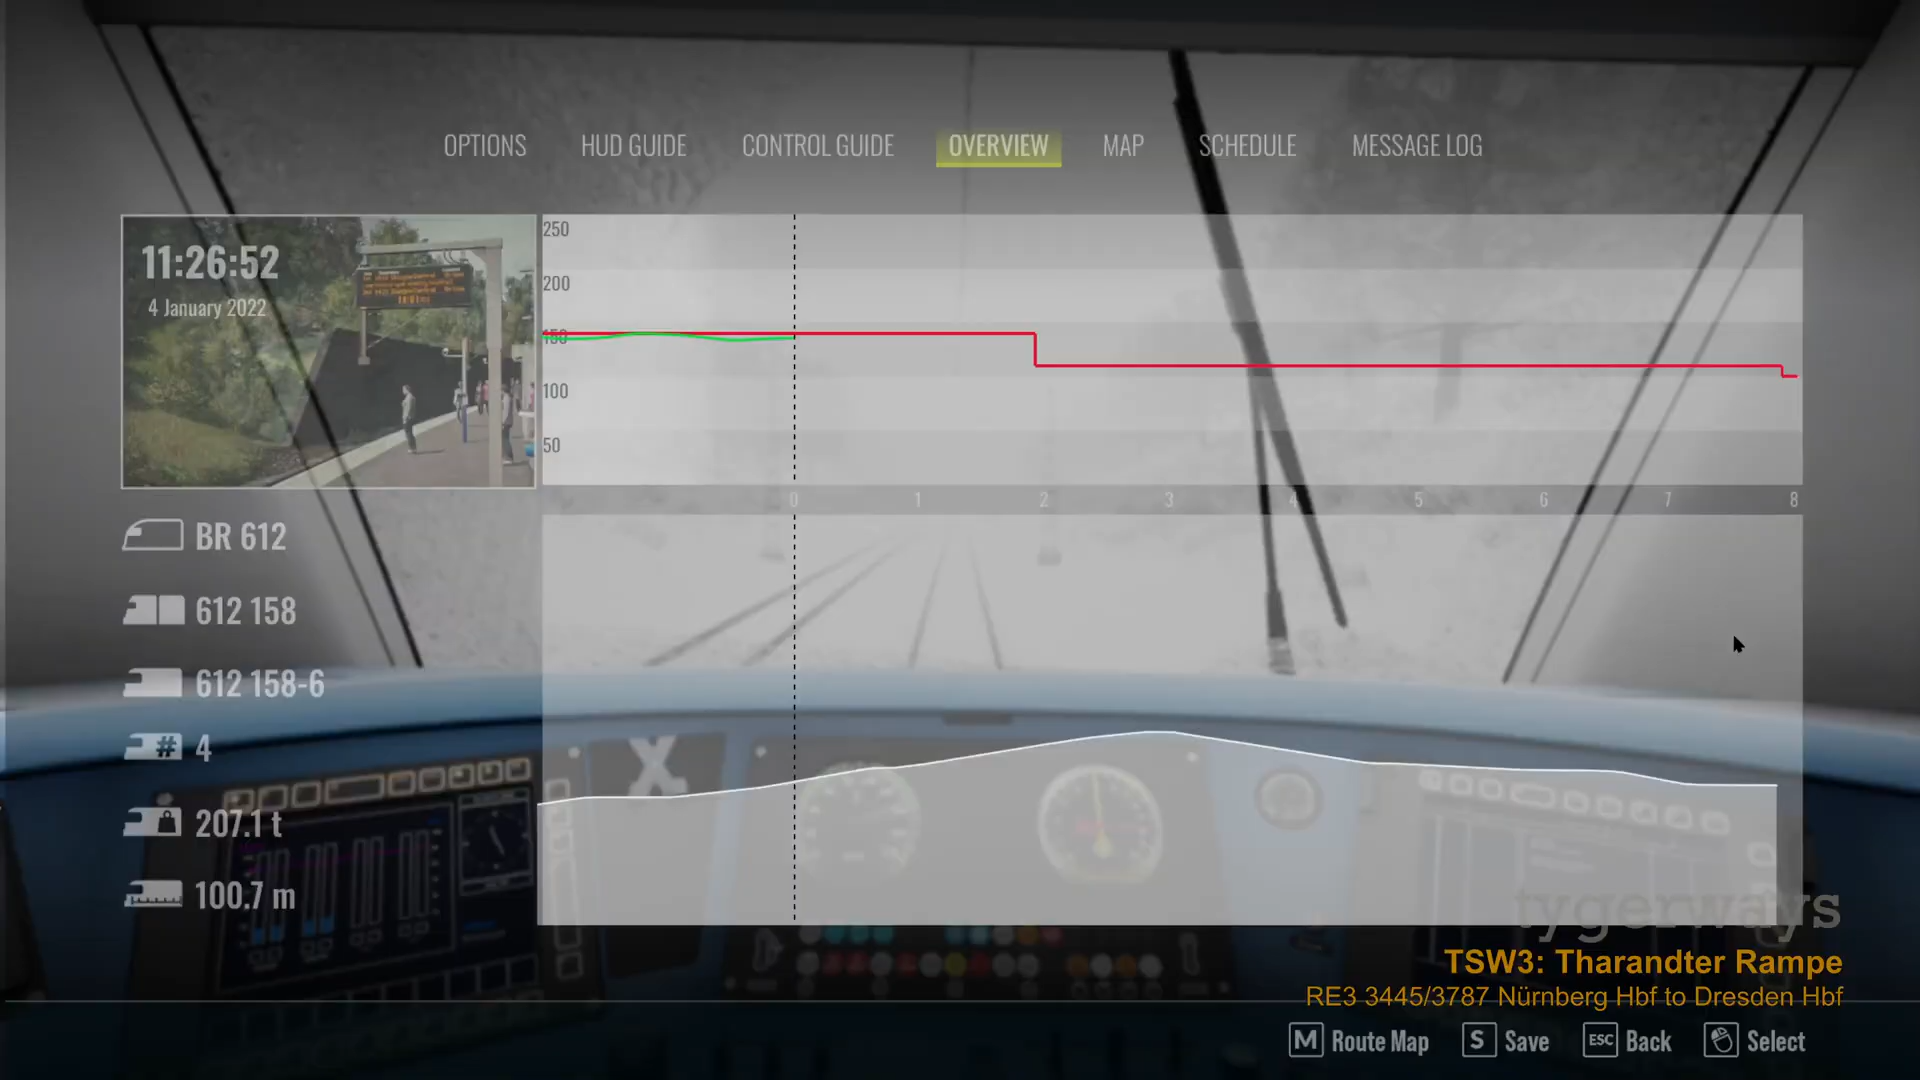 OPTIONS HUD GUIDE CONTROL GUIDE OVERVIEW MAP SCHEDULE MESSAGE LOG
11:26:52
4 January 2022
250
200
150
100
50
0 1 2 3 4 5 6 7 8
BR 612
612 158
612 158-6
# 4
207.1 t
100.7 m
tygerways
TSW3: Tharandter Rampe
RE3 3445/3787 Nürnberg Hbf to Dresden Hbf
M Route Map S Save ESC Back Select